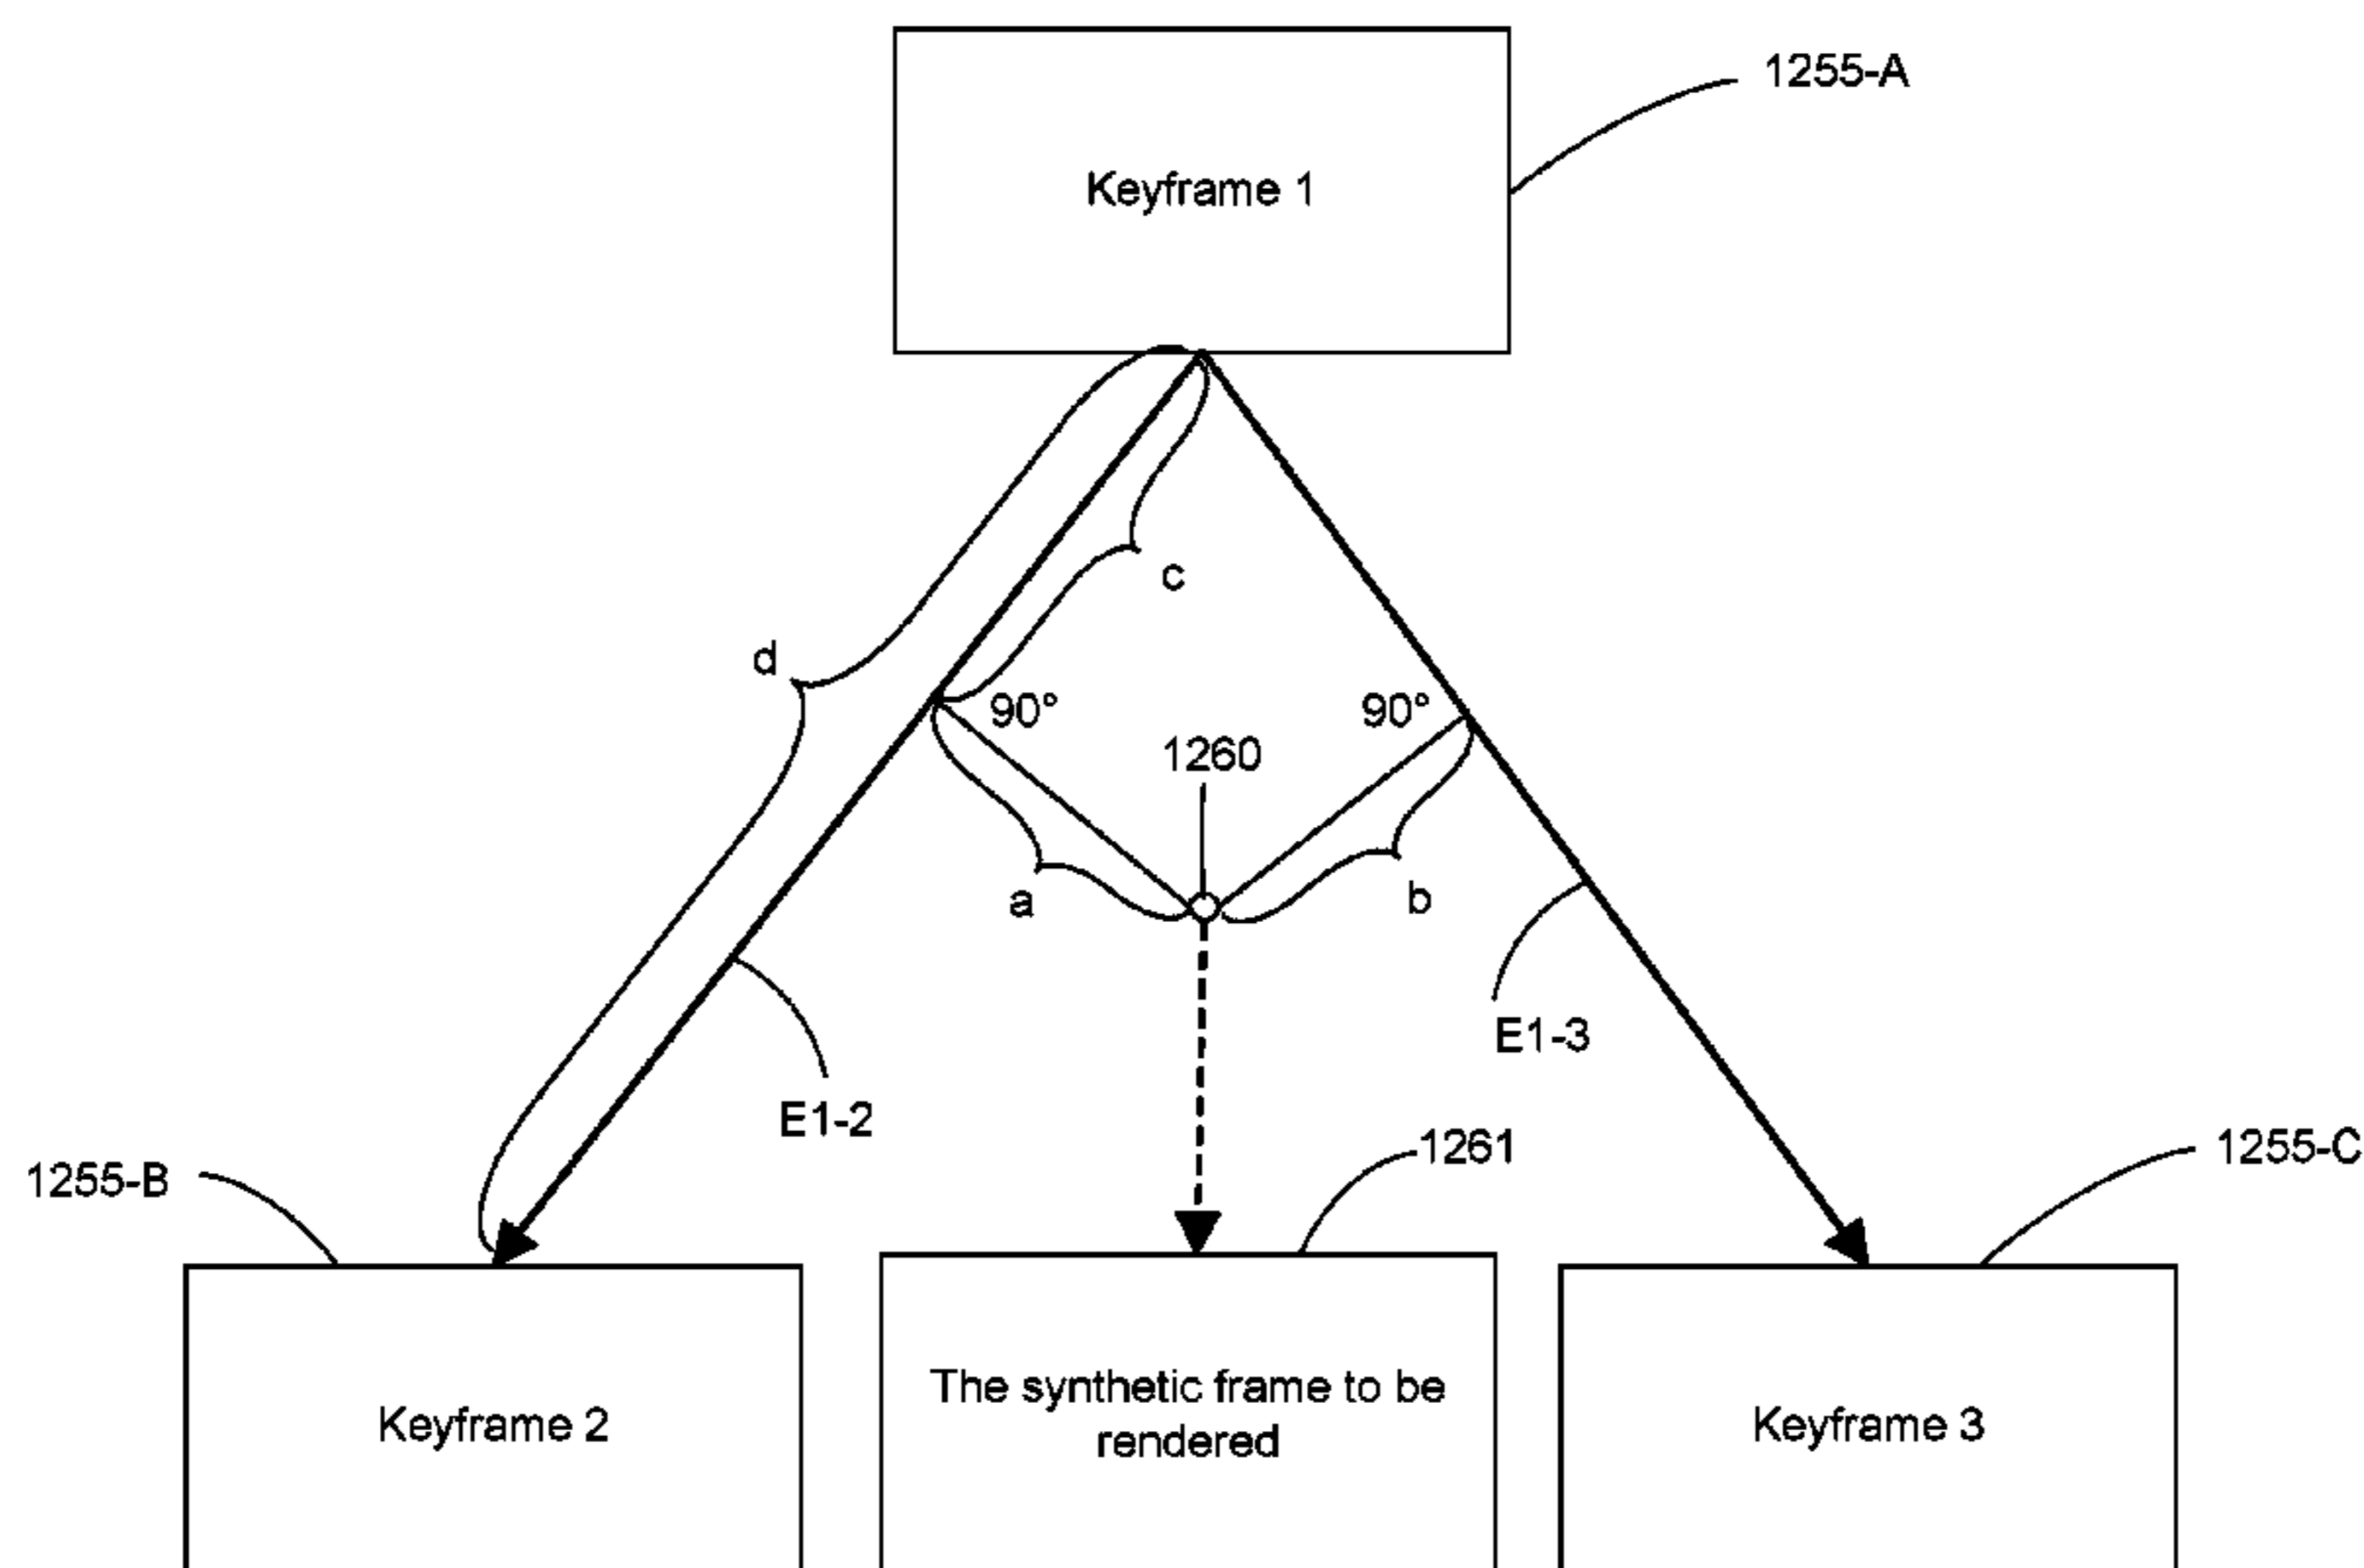 1255-A
Keyframe 1
c
d
90°
90°
1260
a
b
E1-3
E1-2
1261
1255-B
1255-C
The synthetic frame to be
rendered
Keyframe 2
Keyframe 3